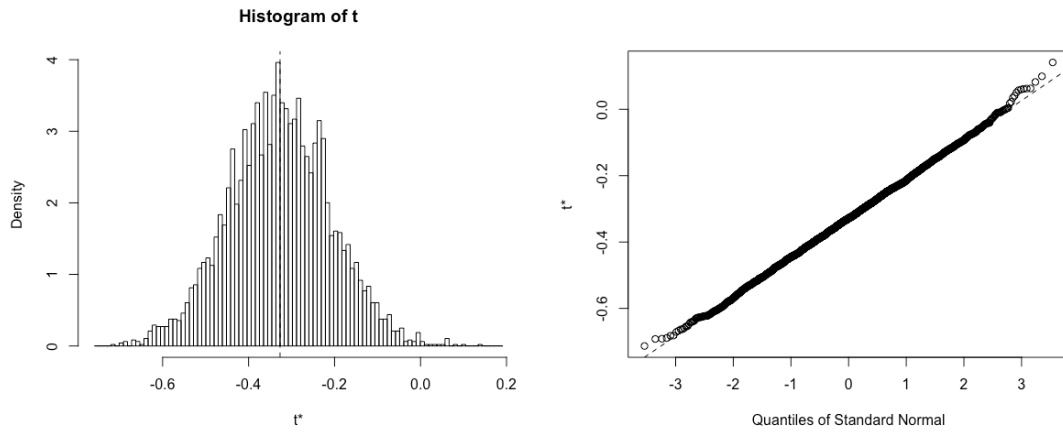 Histogram of t
4
3
2
1
0
Density
-0.6 -0.4 -0.2 0.0 0.2
t*
0.0
-0.2
-0.4
-0.6
t*
-3 -2 -1 0 1 2 3
Quantiles of Standard Normal